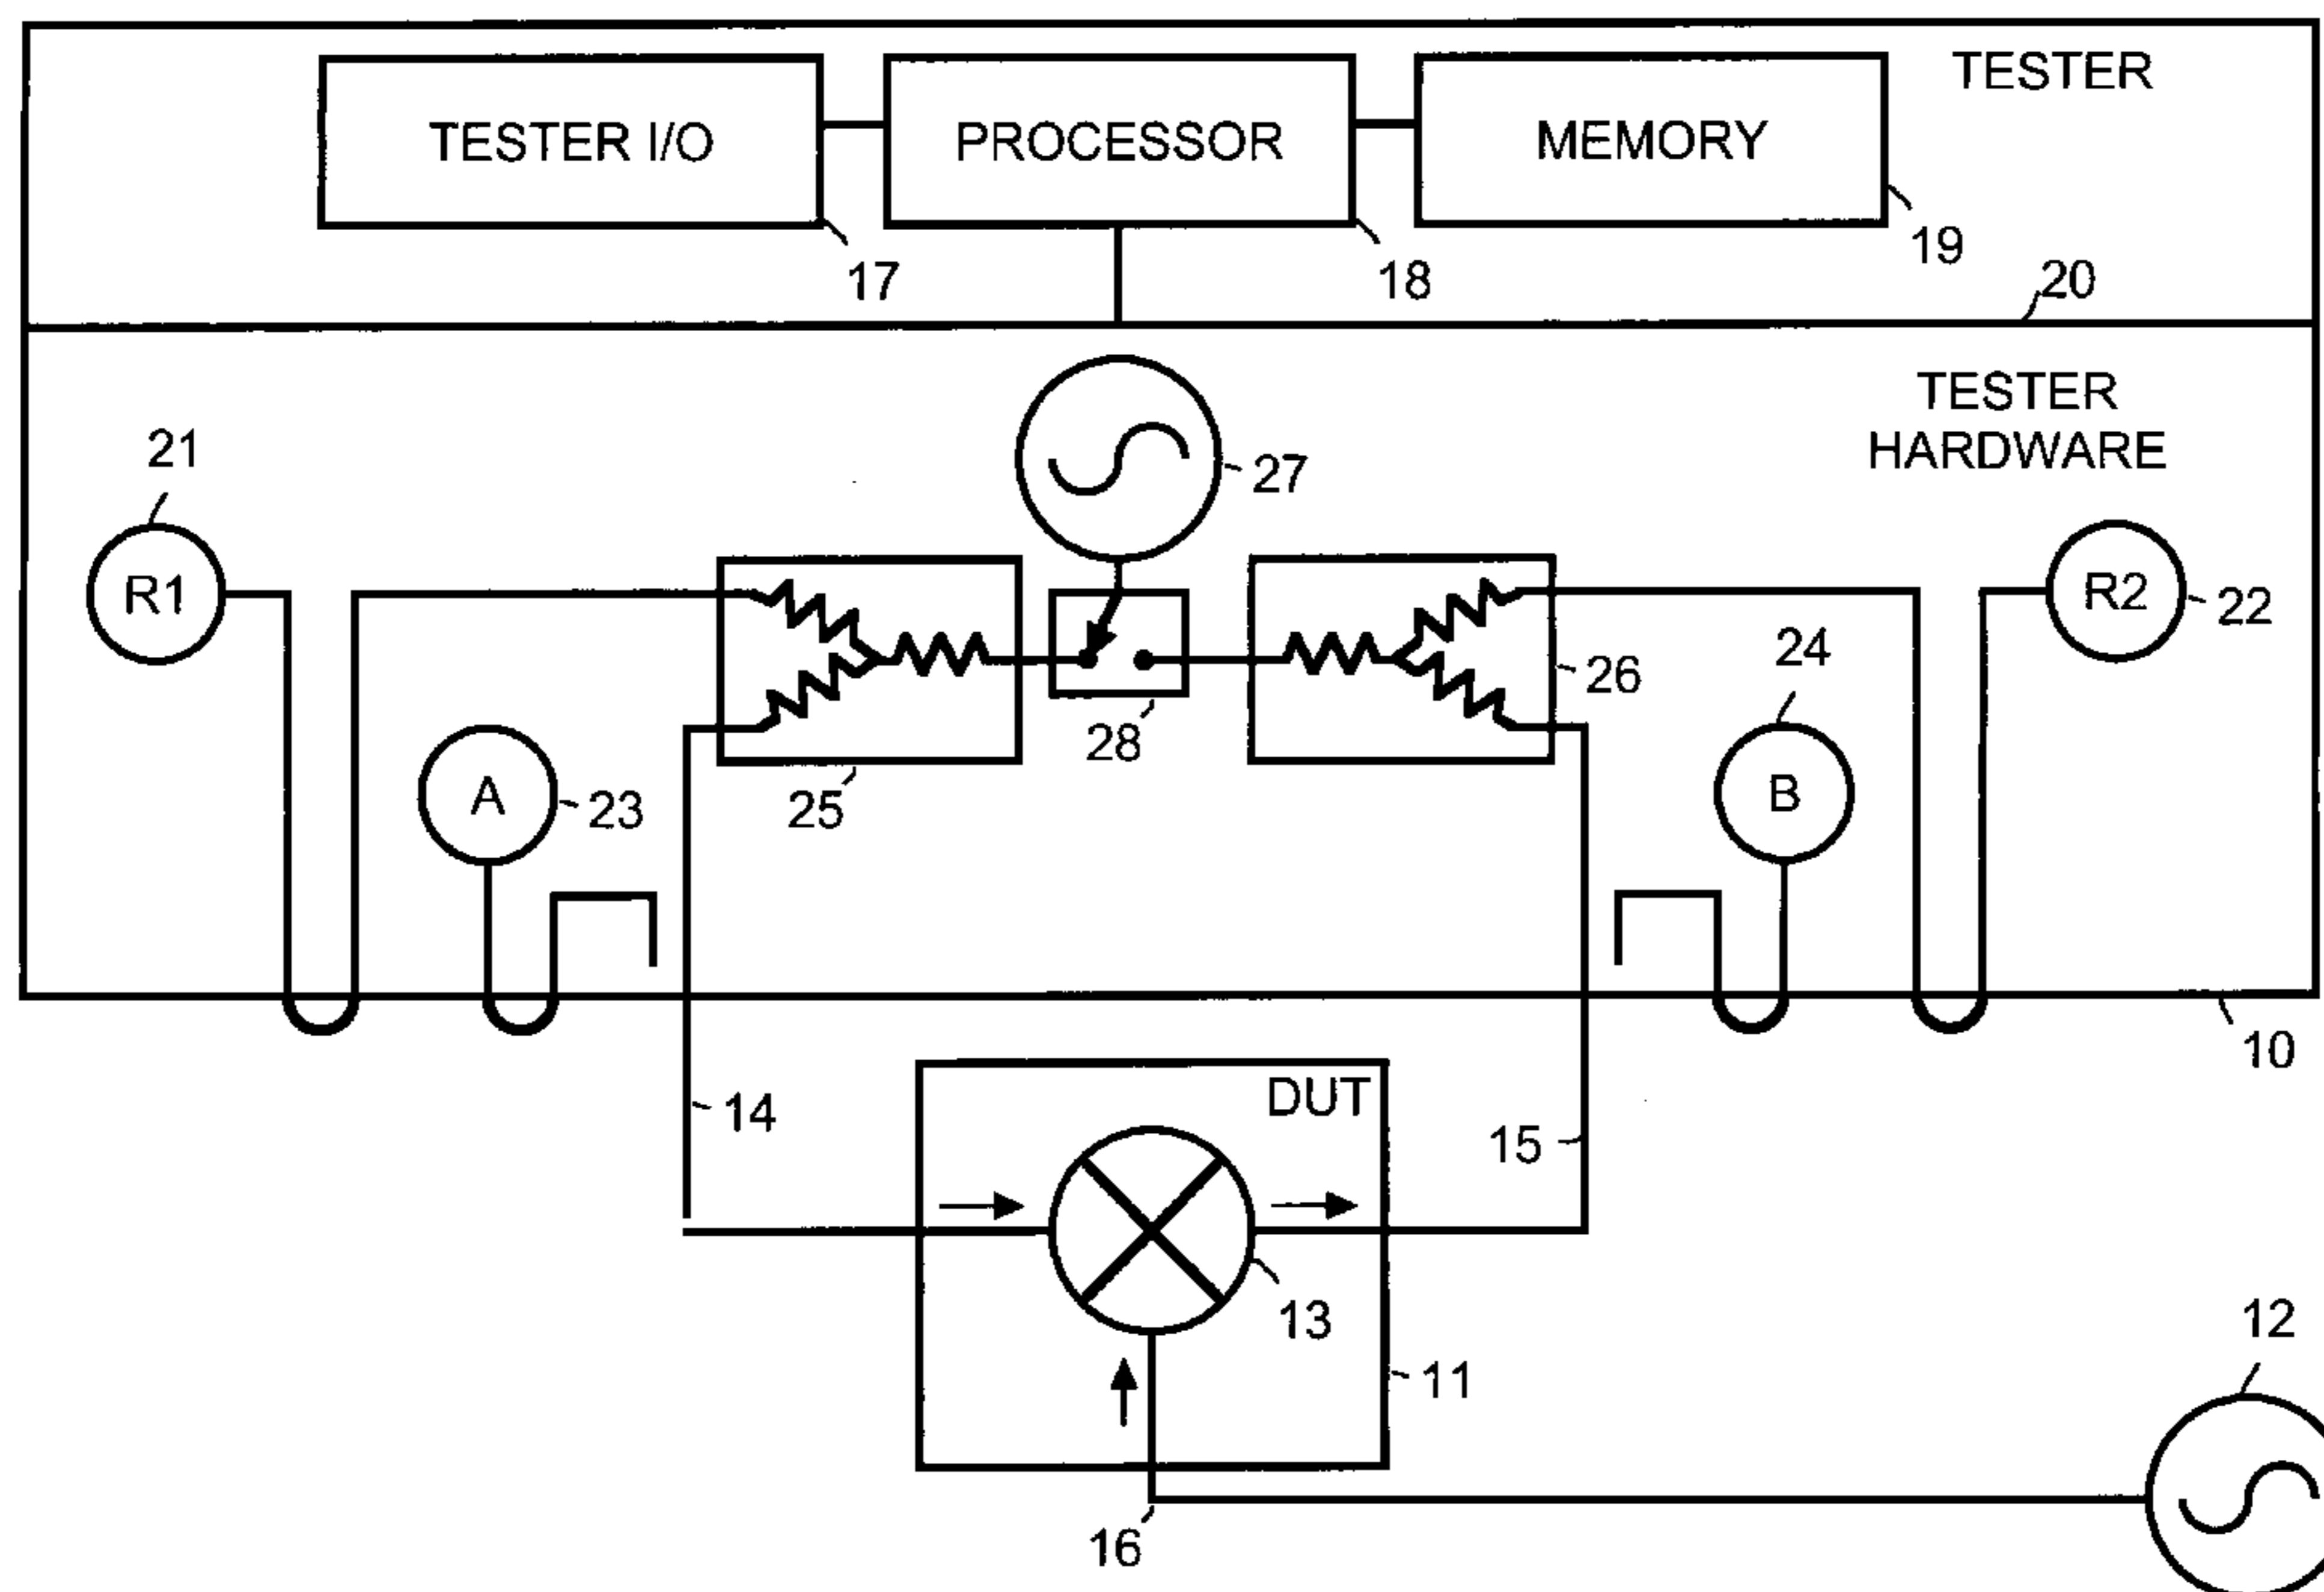 TESTER
TESTER I/O
PROCESSOR
MEMORY
17
18
19
20
TESTER
HARDWARE
21
27
R1
R2
22
24
26
28
A
23
25
B
10
DUT
14
15
13
12
11
16